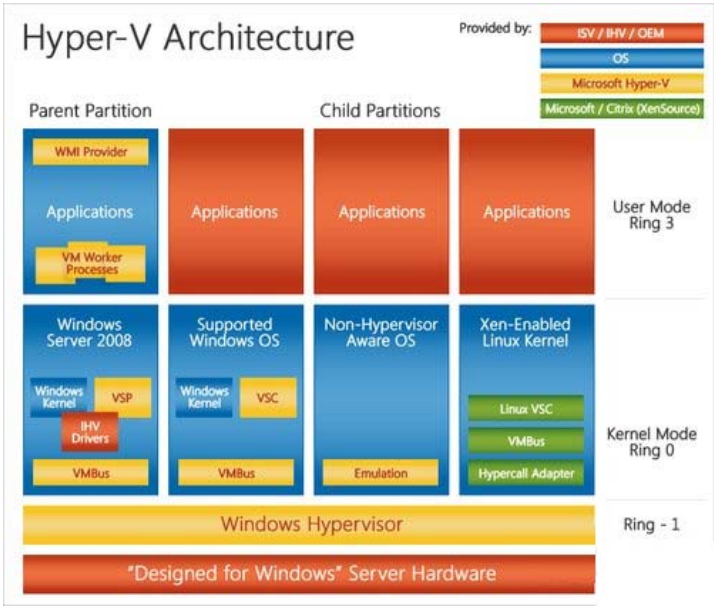 Hyper-V Architecture
Provided by:
ISV / IHV / OEM
OS
Microsoft Hyper-V
Microsoft / Citrix (XenSource)
Parent Partition
Child Partitions
WMI Provider
Applications
VM Worker
Processes
Applications
Applications
Applications
User Mode
Ring 3
Windows
Server 2008
Windows
Kernel
VSP
IHV
Drivers
VMBus
Supported
Windows OS
Windows
Kernel
VSC
VMBus
Non-Hypervisor
Aware OS
Emulation
Xen-Enabled
Linux Kernel
Linux VSC
VMBus
Hypercall Adapter
Kernel Mode
Ring 0
Windows Hypervisor
Ring - 1
"Designed for Windows" Server Hardware